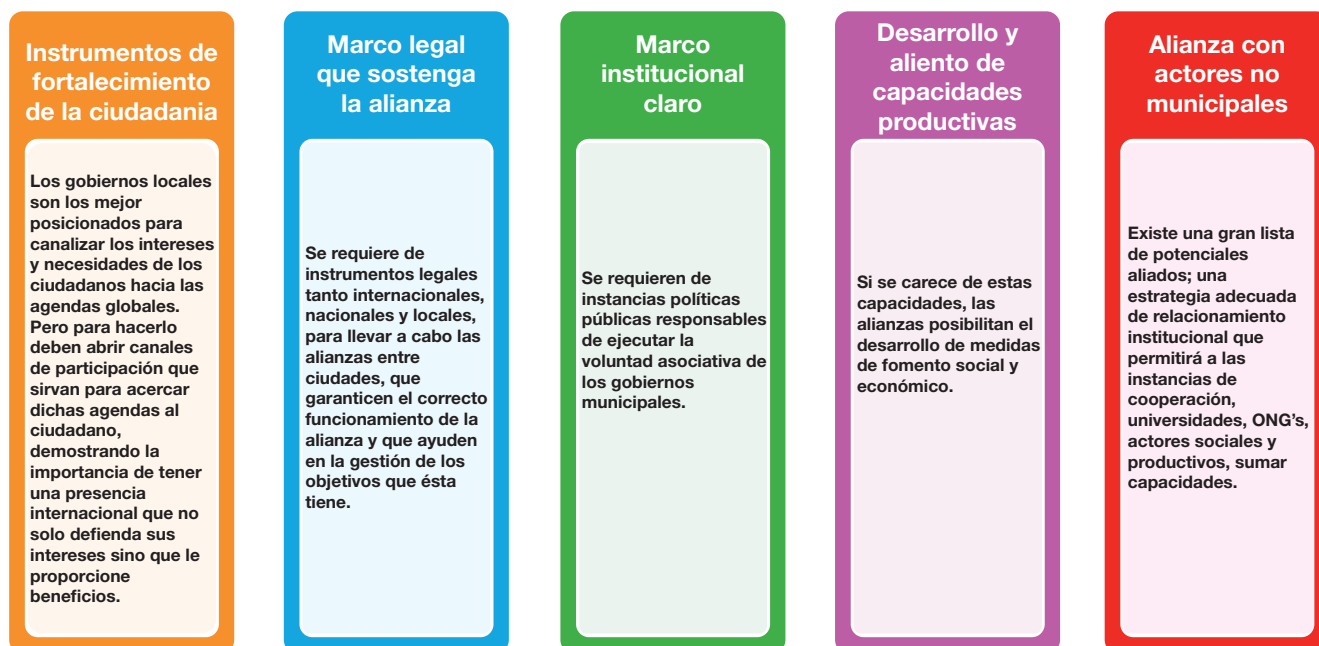 Instrumentos de
fortalecimiento
de la ciudadania
Los gobiernos locales
son los mejor
posicionados para
canalizar los intereses
y necesidades de los
ciudadanos hacia las
agendas globales.
Pero para hacerlo
deben abrir canales
de participación que
sirvan para acercar
dichas agendas al
ciudadano,
demostrando la
importancia de tener
una presencia
internacional que no
solo defienda sus
intereses sino que le
proporcione
beneficios.
Marco legal
que sostenga
la alianza
Se requiere de
instrumentos legales
tanto internacionales,
nacionales y locales,
para llevar a cabo las
alianzas entre
ciudades, que
garanticen el correcto
funcionamiento de la
alianza y que ayuden
en la gestión de los
objetivos que ésta
tiene.
Marco
institucional
claro
Se requieren de
instancias políticas
públicas responsables
de ejecutar la
voluntad asociativa de
los gobiernos
municipales.
Desarrollo y
aliento de
capacidades
productivas
Si se carece de estas
capacidades, las
alianzas posibilitan el
desarrollo de medidas
de fomento social y
económico.
Alianza con
actores no
municipales
Existe una gran lista
de potenciales
aliados; una
estrategia adecuada
de relacionamiento
institucional que
permitirá a las
instancias de
cooperación,
universidades, ONG's,
actores sociales y
productivos, sumar
capacidades.